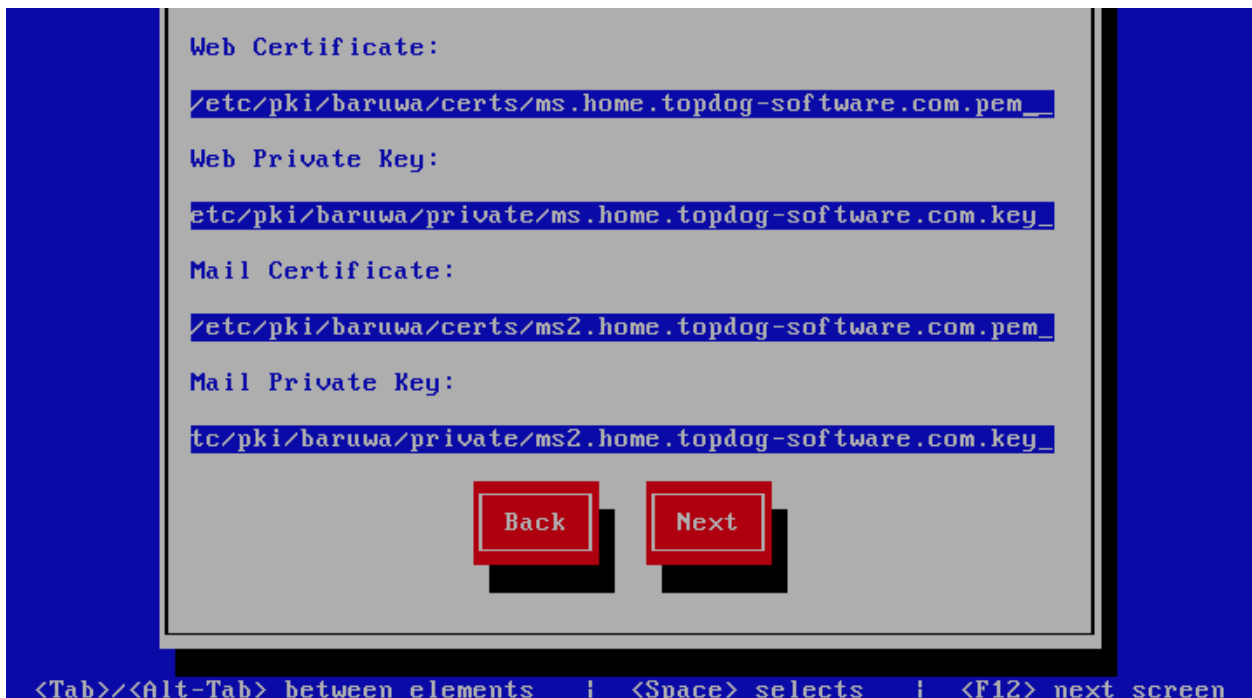 Web Certificate:
/etc/pki/baruwa/certs/ms.home.topdog-software.com.pem__
Web Private Key:
etc/pki/baruwa/private/ms.home.topdog-software.com.key_
Mail Certificate:
/etc/pki/baruwa/certs/ms2.home.topdog-software.com.pem_
Mail Private Key:
tc/pki/baruwa/private/ms2.home.topdog-software.com.key_
Back Next
<Tab>/<Alt-Tab> between elements | <Space> selects | <F12> next screen